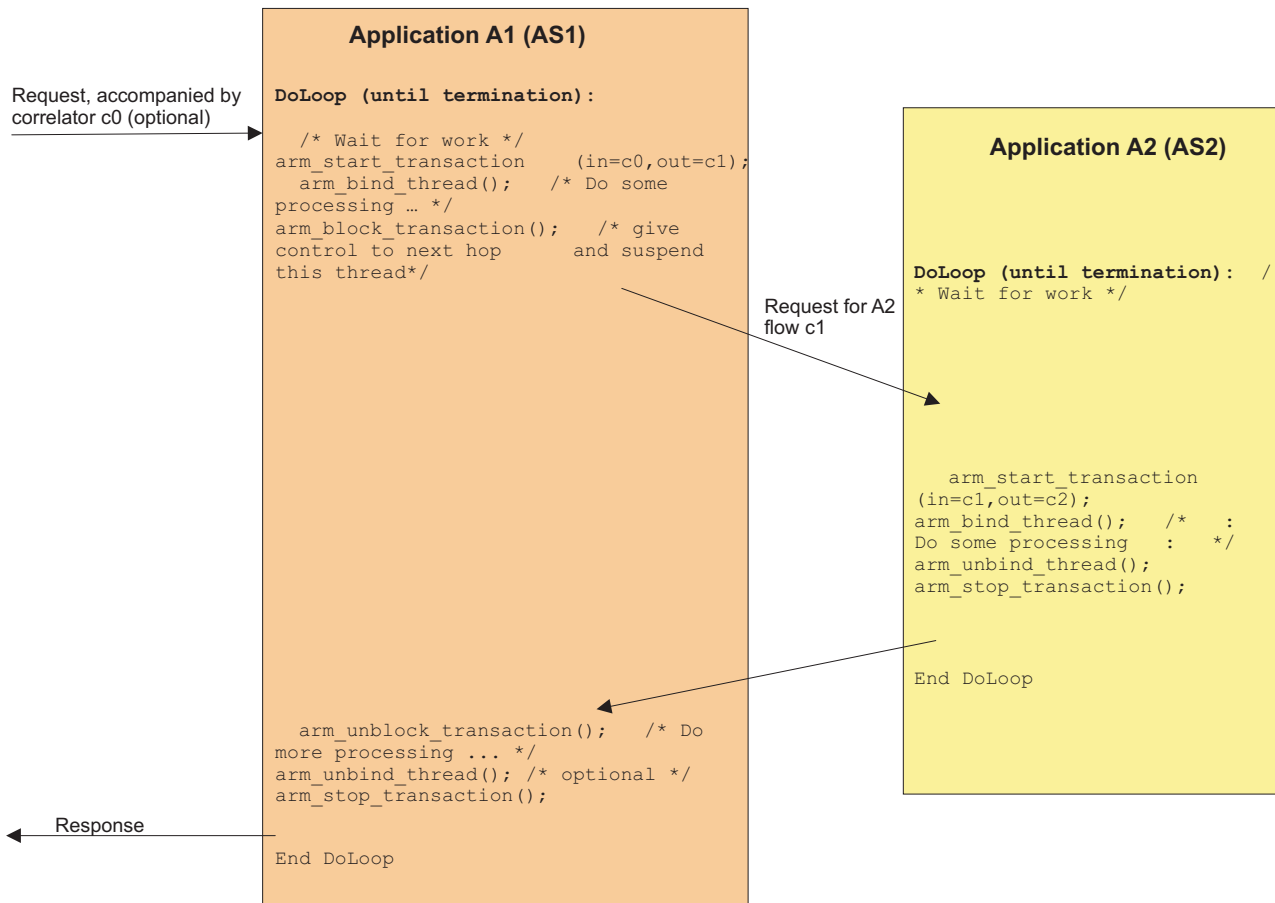 Application A1 (AS1)
Request, accompanied by
correlator c0 (optional)
DoLoop (until termination):
/* Wait for work */
arm_start_transaction (in=c0,out=c1);
arm_bind_thread(); /* Do some
processing … */
arm_block_transaction(); /* give
control to next hop and suspend
this thread*/
Request for A2
flow c1
Application A2 (AS2)
DoLoop (until termination): /
* Wait for work */
arm_start_transaction
(in=c1,out=c2);
arm_bind_thread(); /* :
Do some processing : */
arm_unbind_thread();
arm_stop_transaction();
End DoLoop
arm_unblock_transaction(); /* Do
more processing ... */
arm_unbind_thread(); /* optional */
arm_stop_transaction();
Response
End DoLoop